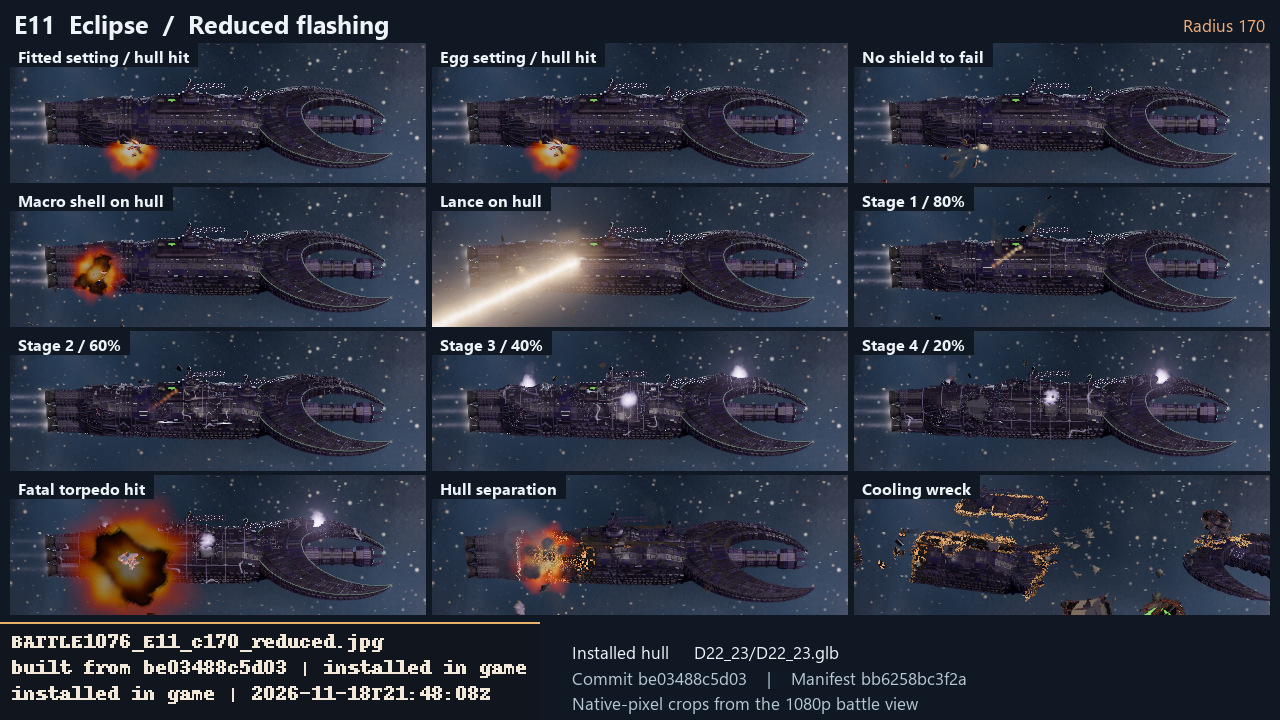 E11 Eclipse / Reduced flashing
Radius 170
Fitted setting / hull hit
Egg setting / hull hit
No shield to fail
Macro shell on hull
Lance on hull
Stage 1 / 80%
Stage 2 / 60%
Stage 3 / 40%
Stage 4 / 20%
Fatal torpedo hit
Hull separation
Cooling wreck
BATTLE1076_E11_c170_reduced.jpg
built from be03488c5d03 | installed in game
installed in game | 2026-11-18T21:48:08Z
Installed hull D22_23/D22_23.glb
Commit be03488c5d03 | Manifest bb6258bc3f2a
Native-pixel crops from the 1080p battle view